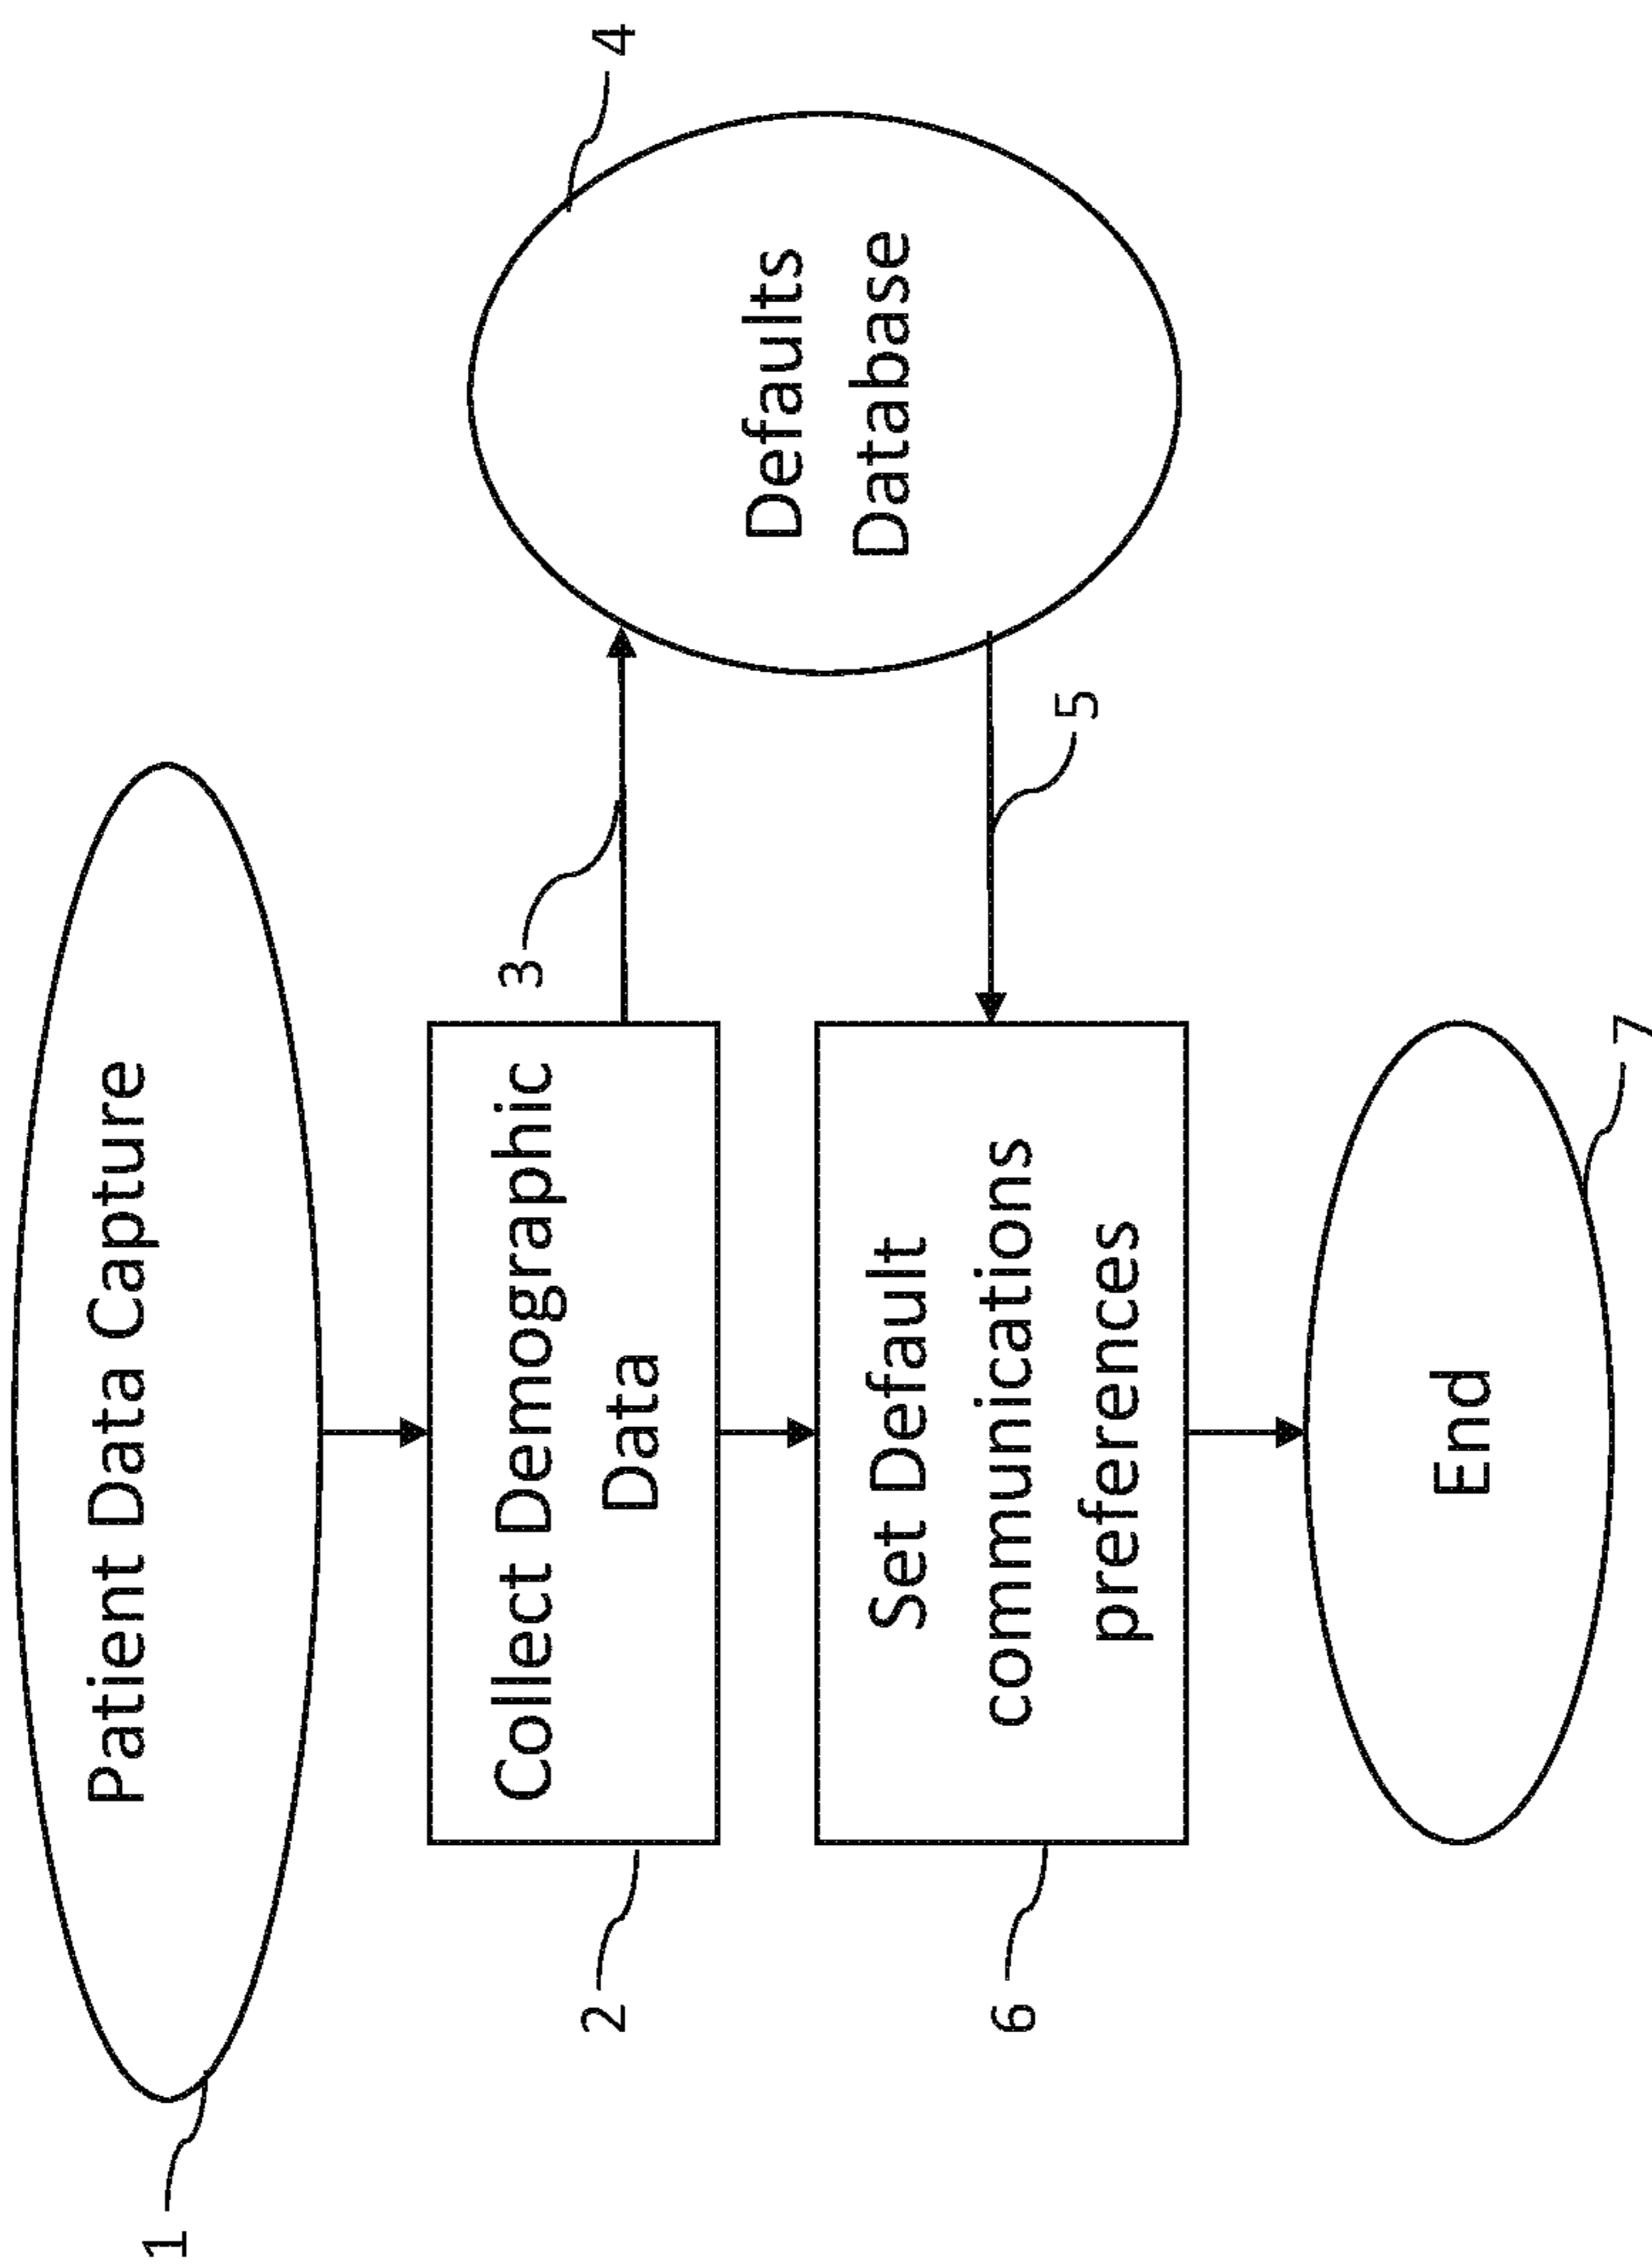 1
Patient Data Capture
2
Collect Demographic
Data
3
4
Defaults
Database
5
6
Set Default
communications
preferences
End
7